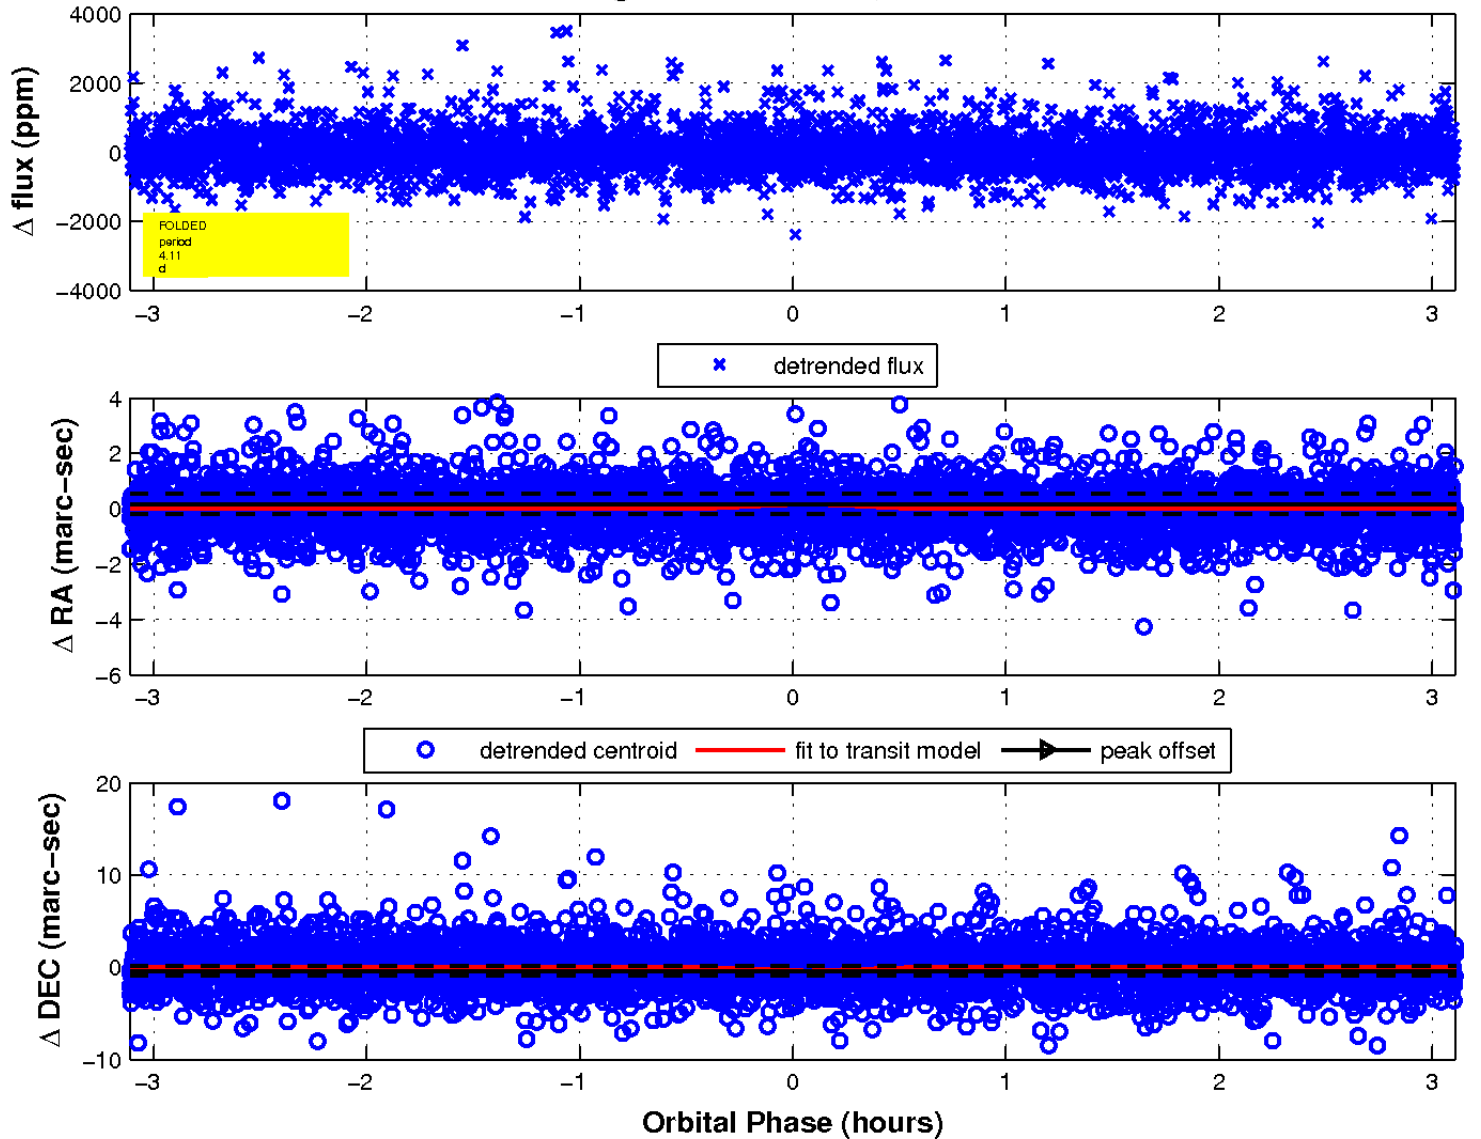 4000
2000
0
−2000
−4000
Δ flux (ppm)
FOLDED
period
4.11
d
−3 −2 −1 0 1 2 3
detrended flux
4
2
0
−2
−4
−6
Δ RA (marc−sec)
−3 −2 −1 0 1 2 3
detrended centroid fit to transit model peak offset
20
10
0
−10
Δ DEC (marc−sec)
−3 −2 −1 0 1 2 3
Orbital Phase (hours)